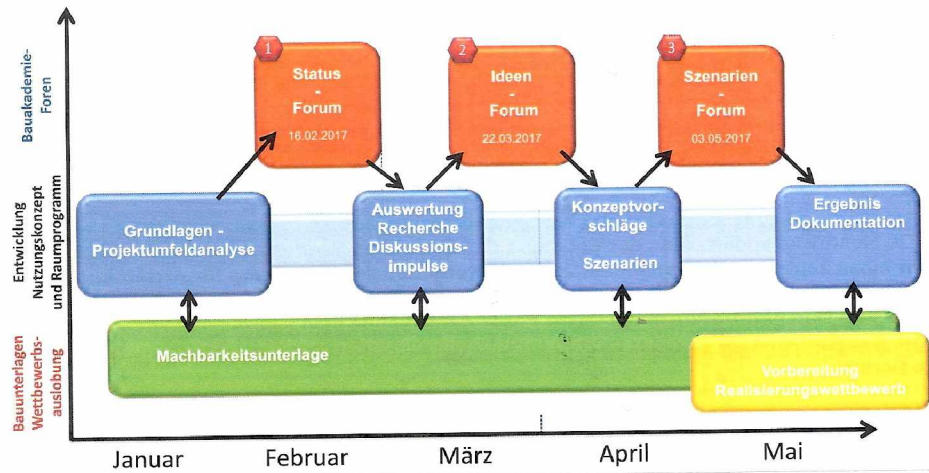 Bauakademie-
Foren
1
Status
-
Forum
16.02.2017
2
Ideen
-
Forum
22.03.2017
3
Szenarien
-
Forum
03.05.2017
Entwicklung
Nutzungskonzept
und Raumprogramm
Grundlagen -
Projektumfeldanalyse
Auswertung
Recherche
Diskussions-
impulse
Konzeptvor-
schläge
Szenarien
Ergebnis
Dokumentation
Bauunterlagen
Wettbewerbs-
auslobung
Machbarkeitsunterlage
Vorbereitung
Realisierungswettbewerb
Januar
Februar
März
April
Mai